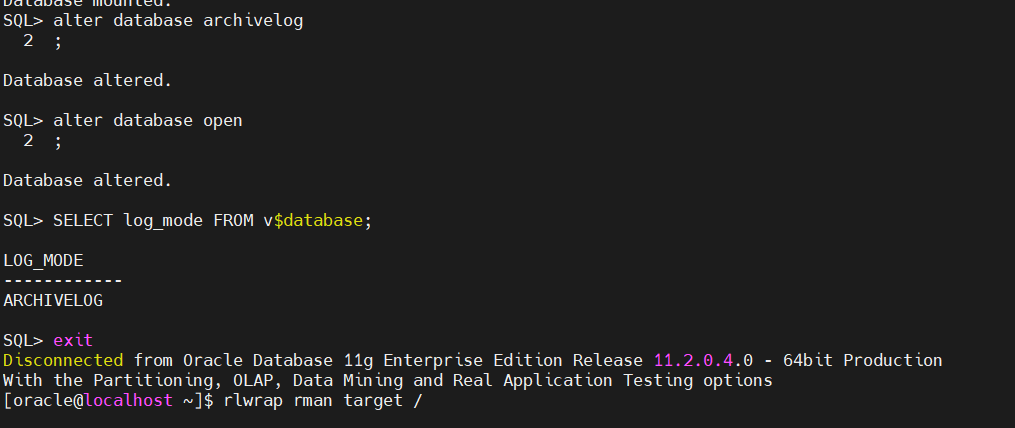 Database mounted.
SQL> alter database archivelog
  2  ;

Database altered.

SQL> alter database open
  2  ;

Database altered.

SQL> SELECT log_mode FROM v$database;

LOG_MODE
------------
ARCHIVELOG

SQL> exit
Disconnected from Oracle Database 11g Enterprise Edition Release 11.2.0.4.0 - 64bit Production
With the Partitioning, OLAP, Data Mining and Real Application Testing options
[oracle@localhost ~]$ rlwrap rman target /